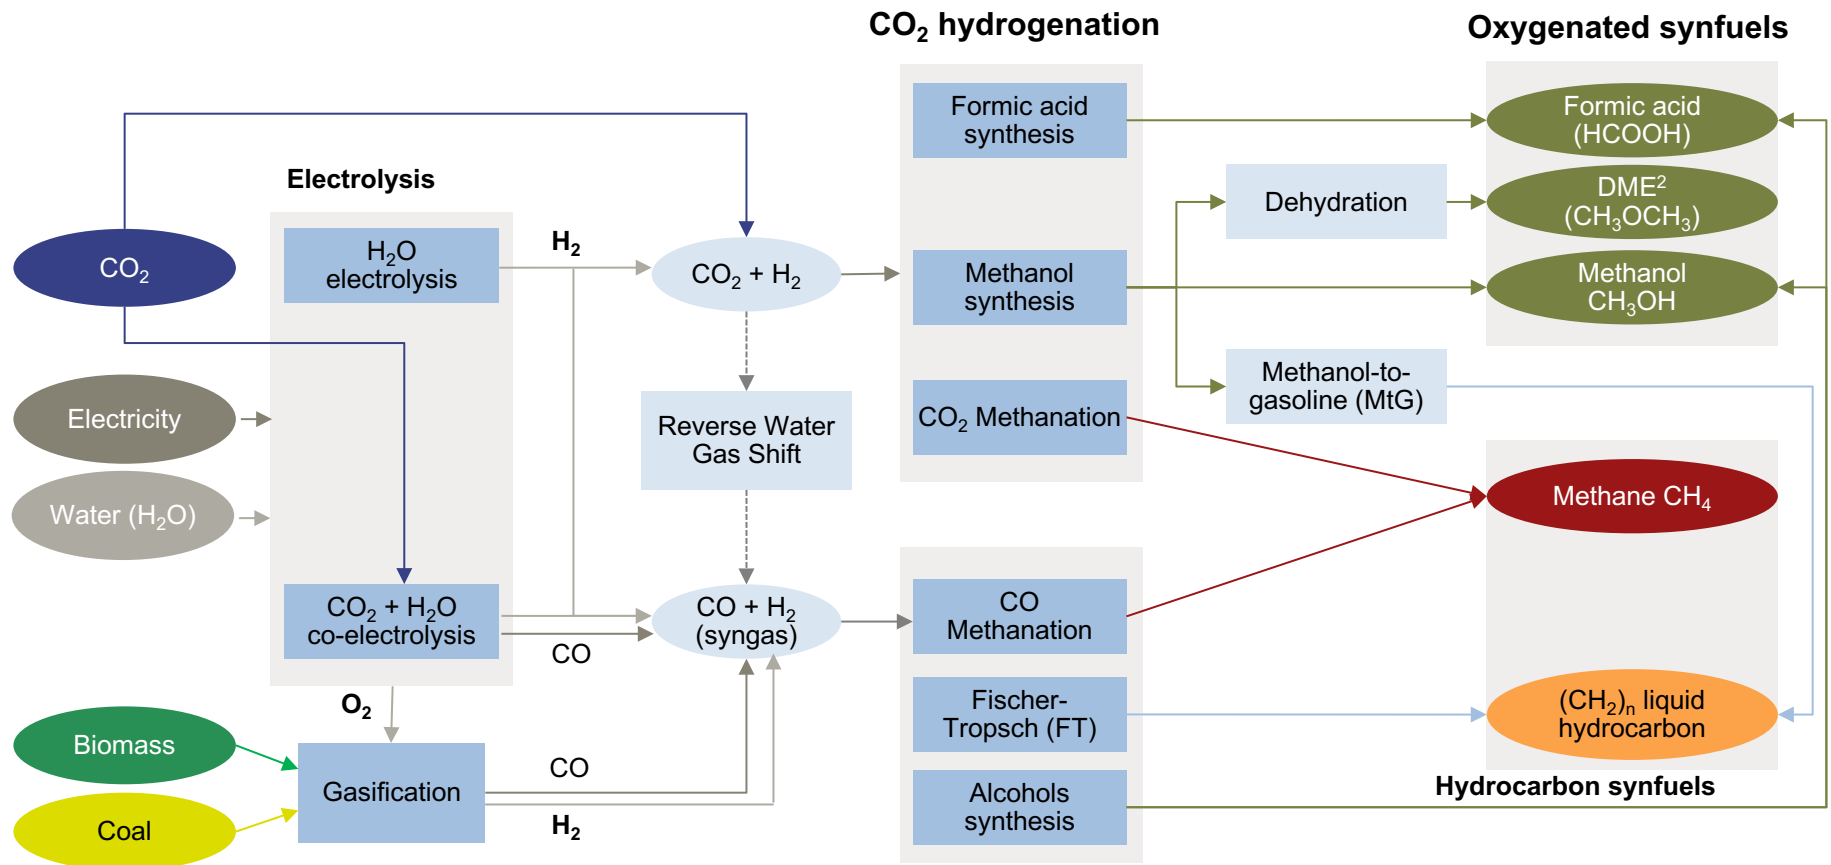 CO₂ hydrogenation
Oxygenated synfuels
Formic acid
synthesis
Formic acid
(HCOOH)
Electrolysis
Dehydration
DME²
(CH₃OCH₃)
CO₂
H₂O
electrolysis
H₂
CO₂ + H₂
Methanol
synthesis
Methanol
CH₃OH
Electricity
Reverse Water
Gas Shift
CO₂ Methanation
Methanol-to-
gasoline (MtG)
Water (H₂O)
Methane CH₄
CO₂ + H₂O
co-electrolysis
CO
CO + H₂
(syngas)
CO
Methanation
O₂
Fischer-
Tropsch (FT)
(CH₂)ₙ liquid
hydrocarbon
Biomass
Gasification
CO
H₂
Coal
Alcohols
synthesis
Hydrocarbon synfuels